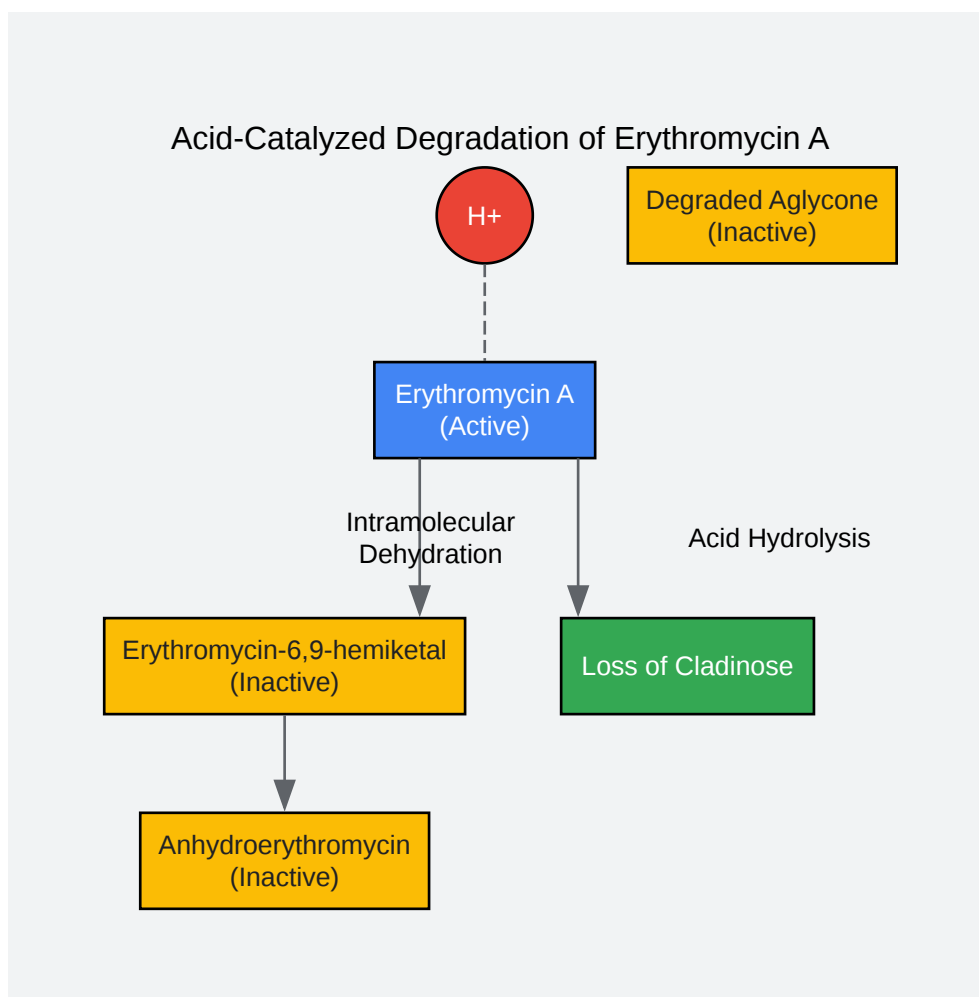 Acid-Catalyzed Degradation of Erythromycin A
H+
Degraded Aglycone
(Inactive)
Erythromycin A
(Active)
Intramolecular
Dehydration
Acid Hydrolysis
Erythromycin-6,9-hemiketal
(Inactive)
Loss of Cladinose
Anhydroerythromycin
(Inactive)